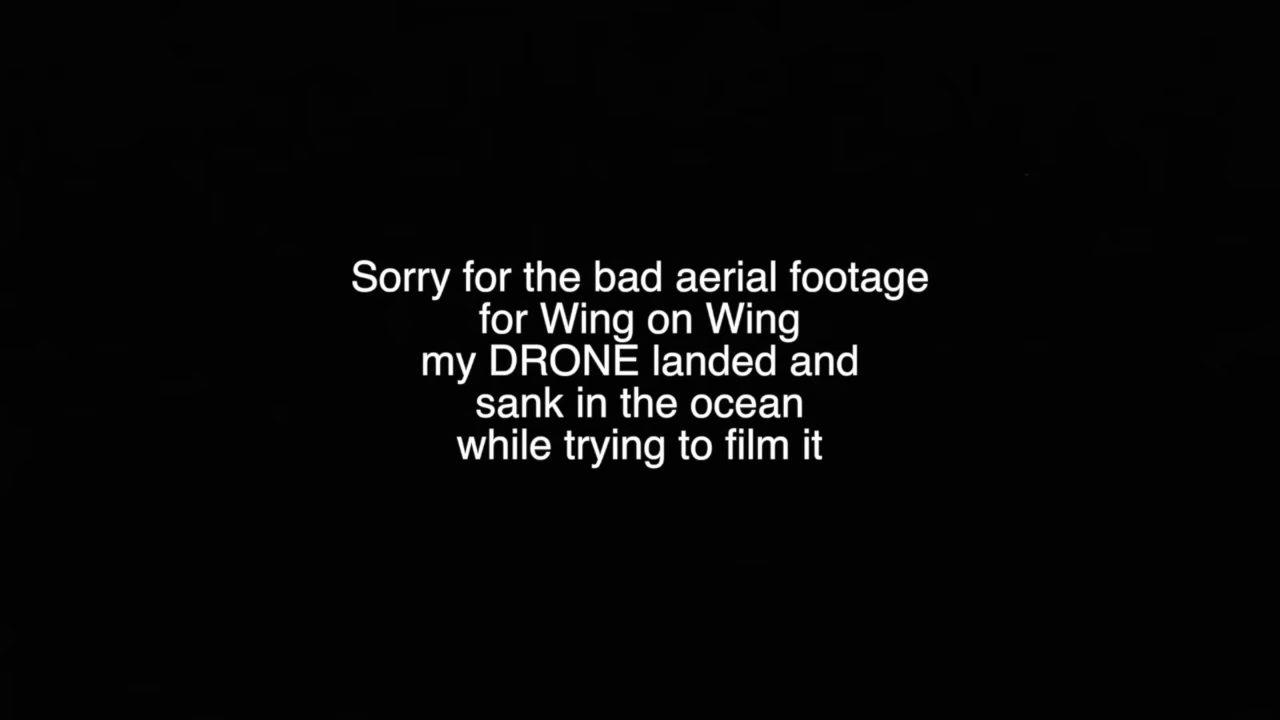 Sorry for the bad aerial footage
for Wing on Wing
my DRONE landed and
sank in the ocean
while trying to film it